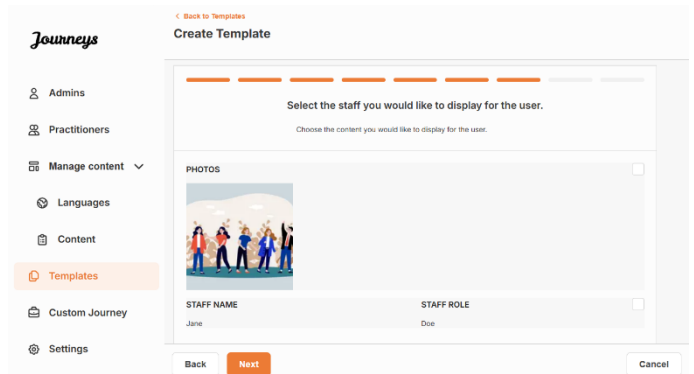 Journeys
Admins
Practitioners
Manage content
Languages
Content
Templates
Custom Journey
Settings
Back to Templates
Create Template
Select the staff you would like to display for the user.
Choose the content you would like to display for the user.
PHOTOS
STAFF NAME STAFF ROLE
Jane Doe
Back Next Cancel